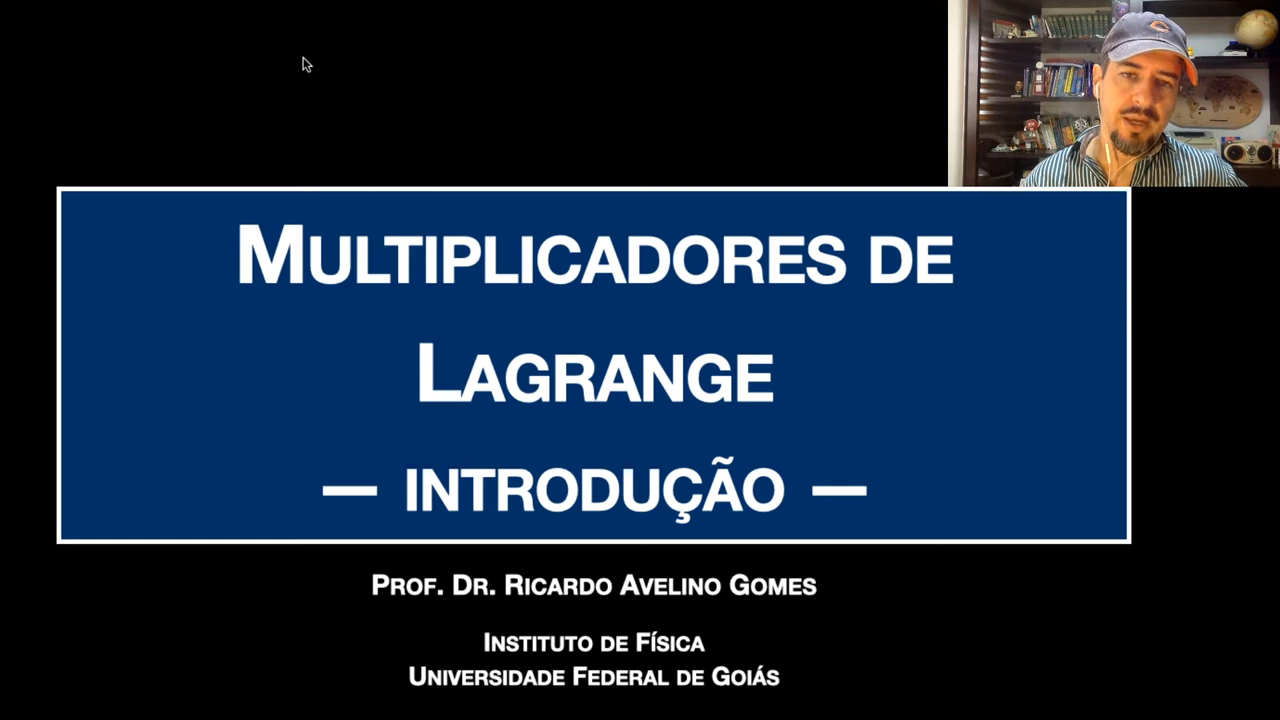 MULTIPLICADORES DE
LAGRANGE
— INTRODUÇÃO —
PROF. DR. RICARDO AVELINO GOMES
INSTITUTO DE FÍSICA
UNIVERSIDADE FEDERAL DE GOIÁS